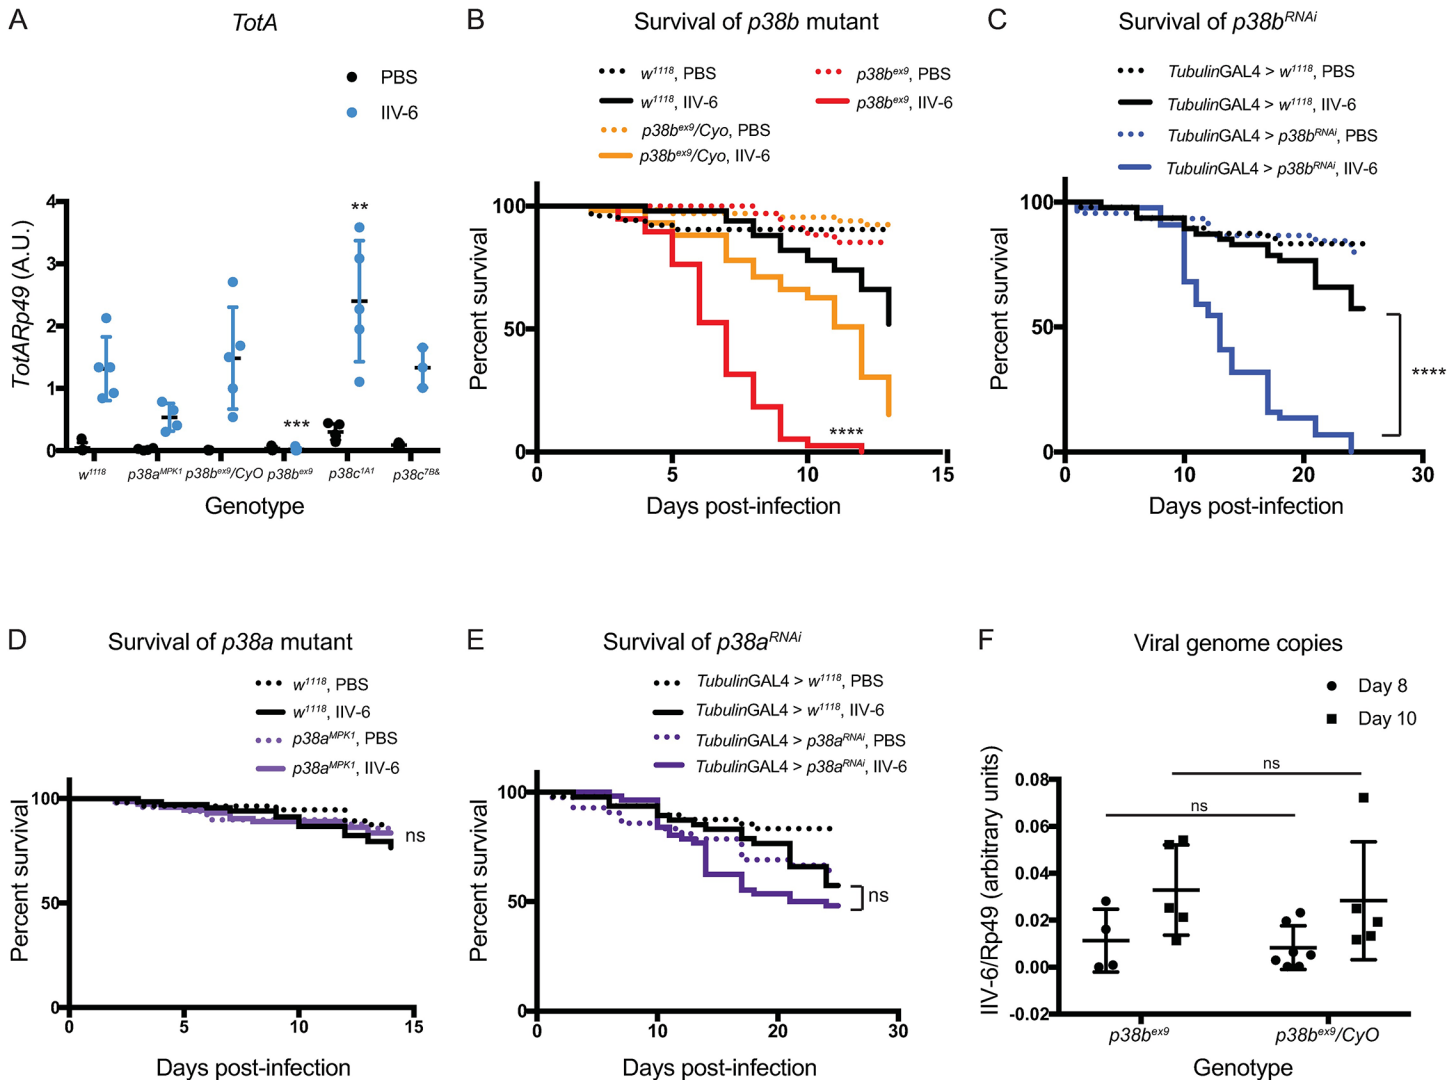 A
TotA
PBS
IIV-6
TotARp49 (A.U.)
4
3
2
1
0
**
***
w1118
p38aMPK1
p38bex9/CyO
p38bex9
p38c1A1
p38c7B&
Genotype
B
Survival of p38b mutant
w1118, PBS
w1118, IIV-6
p38bex9/Cyo, PBS
p38bex9/Cyo, IIV-6
p38bex9, PBS
p38bex9, IIV-6
Percent survival
100
50
0
****
0 5 10 15
Days post-infection
C
Survival of p38bRNAi
TubulinGAL4 > w1118, PBS
TubulinGAL4 > w1118, IIV-6
TubulinGAL4 > p38bRNAi, PBS
TubulinGAL4 > p38bRNAi, IIV-6
Percent survival
100
50
0
****
0 10 20 30
Days post-infection
D
Survival of p38a mutant
w1118, PBS
w1118, IIV-6
p38aMPK1, PBS
p38aMPK1, IIV-6
Percent survival
100
50
0
ns
0 5 10 15
Days post-infection
E
Survival of p38aRNAi
TubulinGAL4 > w1118, PBS
TubulinGAL4 > w1118, IIV-6
TubulinGAL4 > p38aRNAi, PBS
TubulinGAL4 > p38aRNAi, IIV-6
Percent survival
100
50
0
ns
0 10 20 30
Days post-infection
F
Viral genome copies
Day 8
Day 10
IIV-6/Rp49 (arbitrary units)
0.08
0.06
0.04
0.02
0.00
-0.02
ns
ns
p38bex9
p38bex9/CyO
Genotype